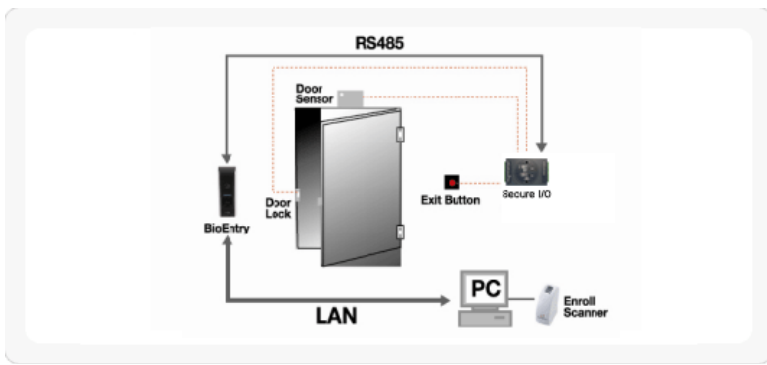 RS485
Door
Sensor
Door
Lock
Exit Button
Secure I/O
BioEntry
PC
LAN
Enroll
Scanner